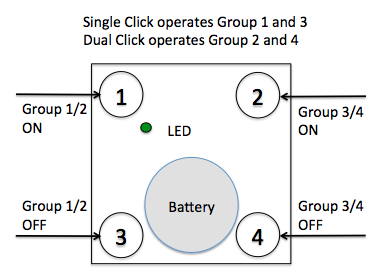 Single Click operates Group 1 and 3
Dual Click operates Group 2 and 4
1
2
Group 1/2
ON
Group 3/4
ON
LED
Group 1/2
OFF
Battery
Group 3/4
OFF
3
4